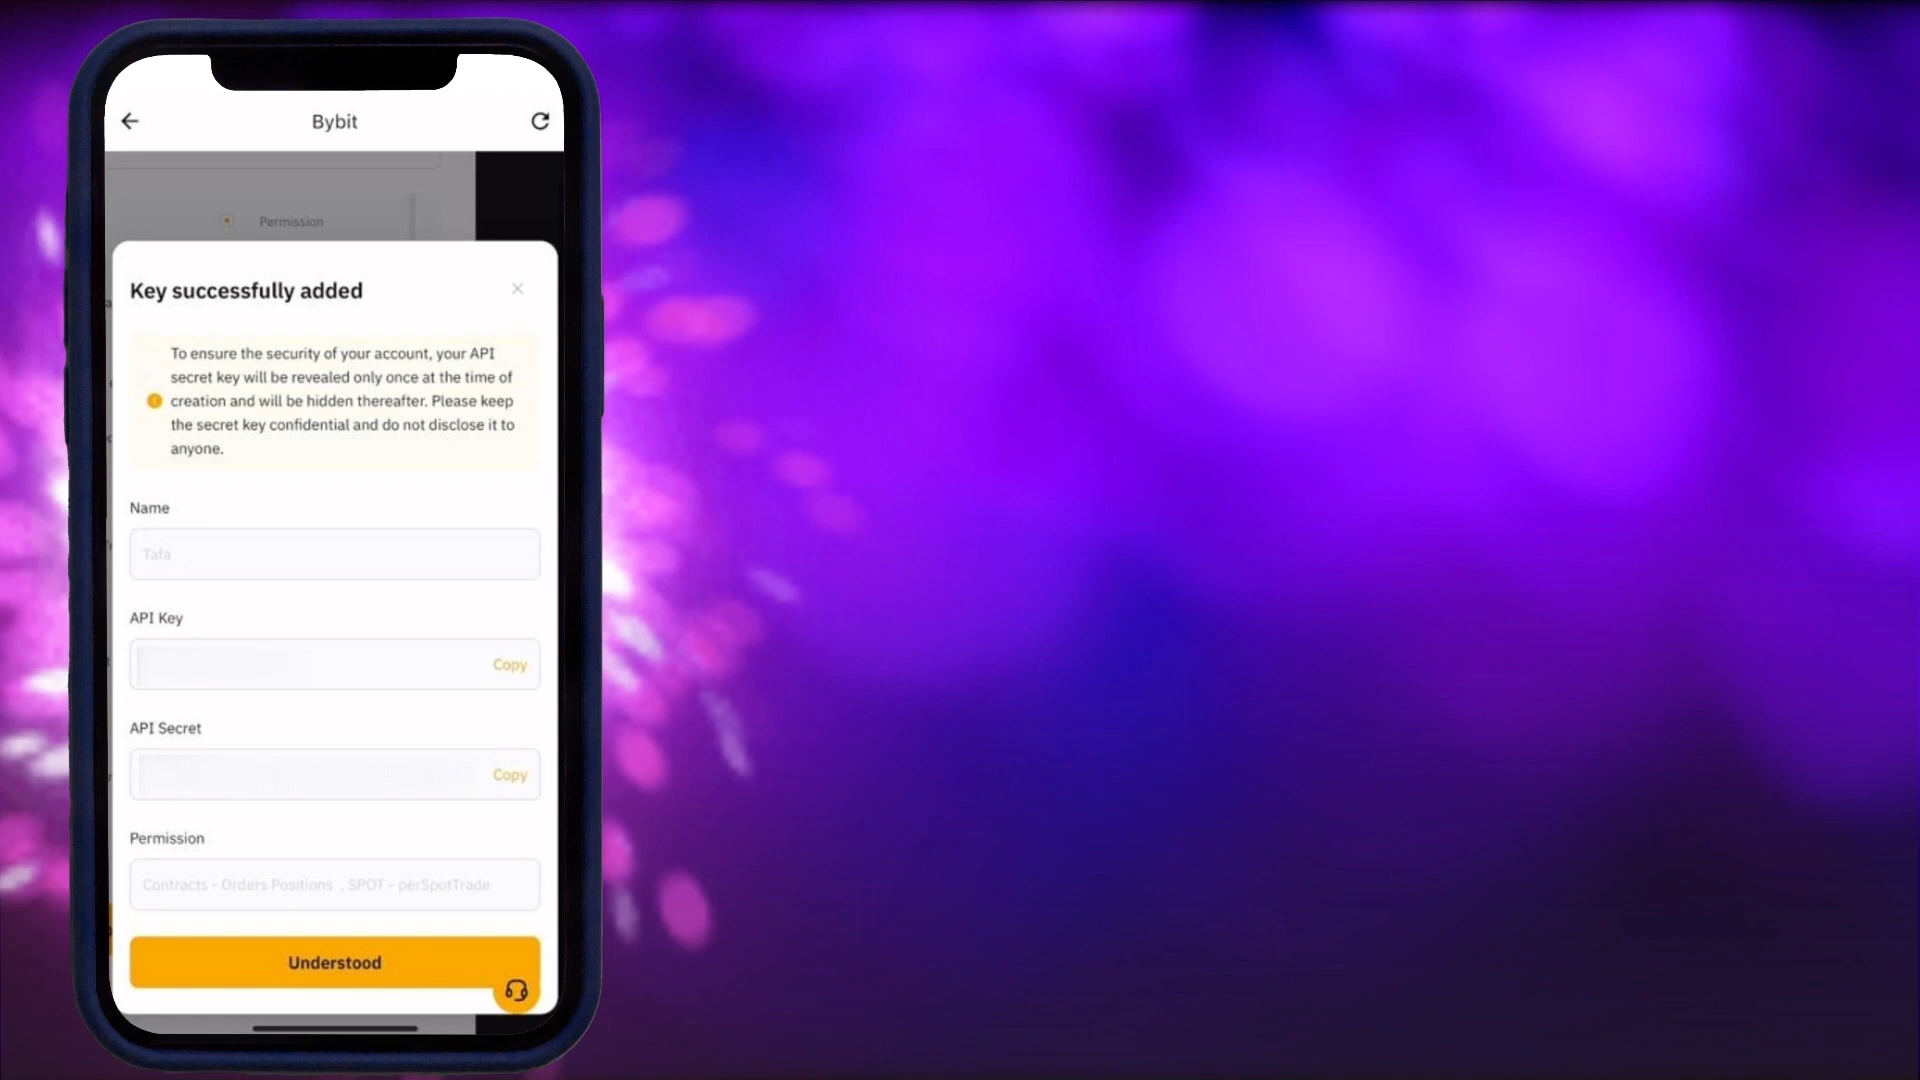 Bybit
Permission
Key successfully added
To ensure the security of your account, your API
secret key will be revealed only once at the time of
creation and will be hidden thereafter. Please keep
the secret key confidential and do not disclose it to
anyone.
Name
Tafa
API Key
Copy
API Secret
Copy
Permission
Contracts - Orders Positions , SPOT - perSpotTrade
Understood